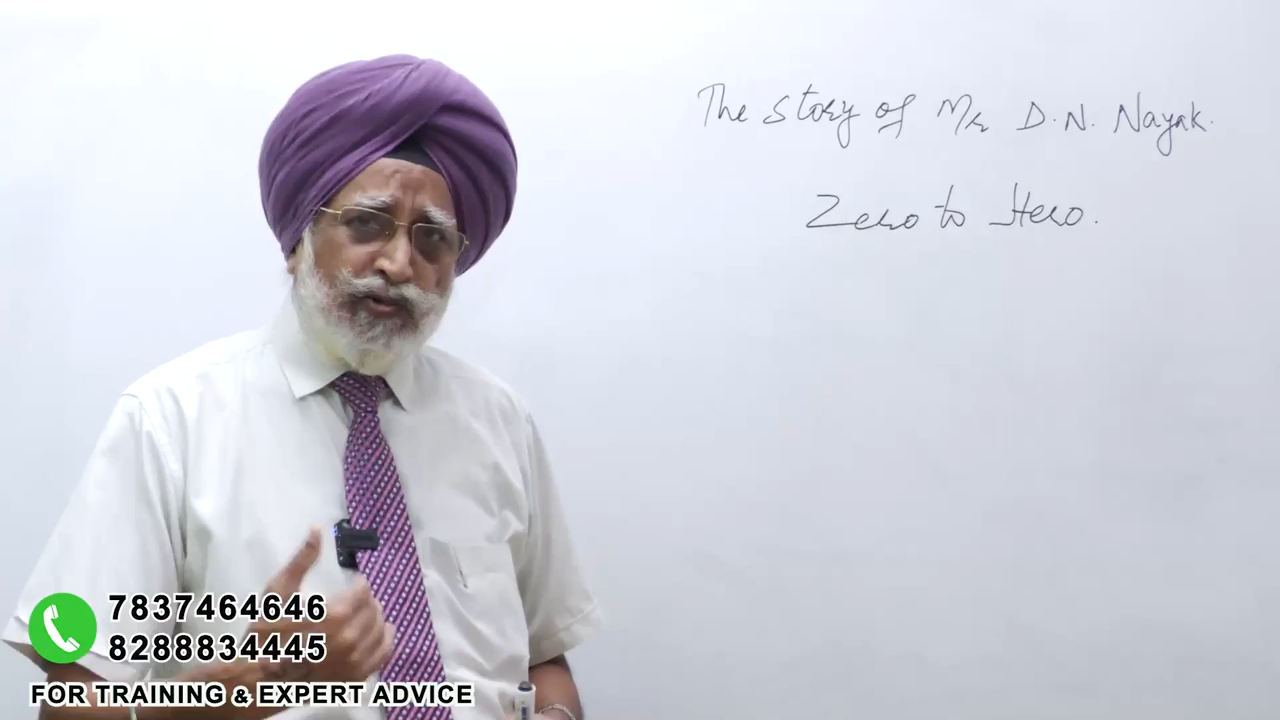 The Story of Mr D.N. Nayak.
Zero to Hero.
7837464646
8288834445
FOR TRAINING & EXPERT ADVICE